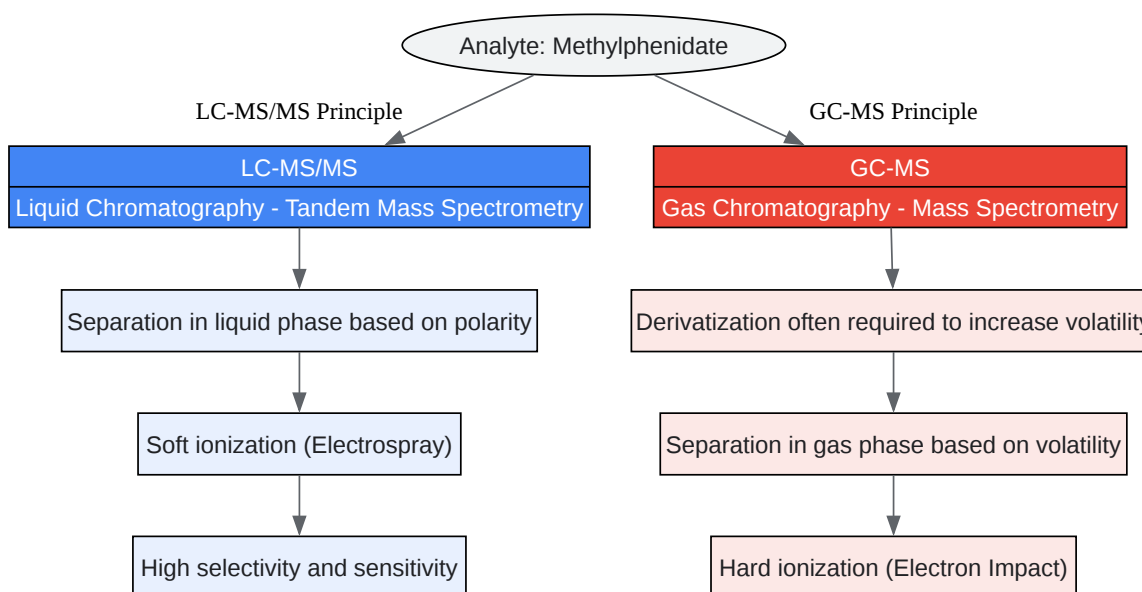 Analyte: Methylphenidate
LC-MS/MS Principle
GC-MS Principle
LC-MS/MS
Liquid Chromatography - Tandem Mass Spectrometry
GC-MS
Gas Chromatography - Mass Spectrometry
Separation in liquid phase based on polarity
Derivatization often required to increase volatility
Soft ionization (Electrospray)
Separation in gas phase based on volatility
High selectivity and sensitivity
Hard ionization (Electron Impact)